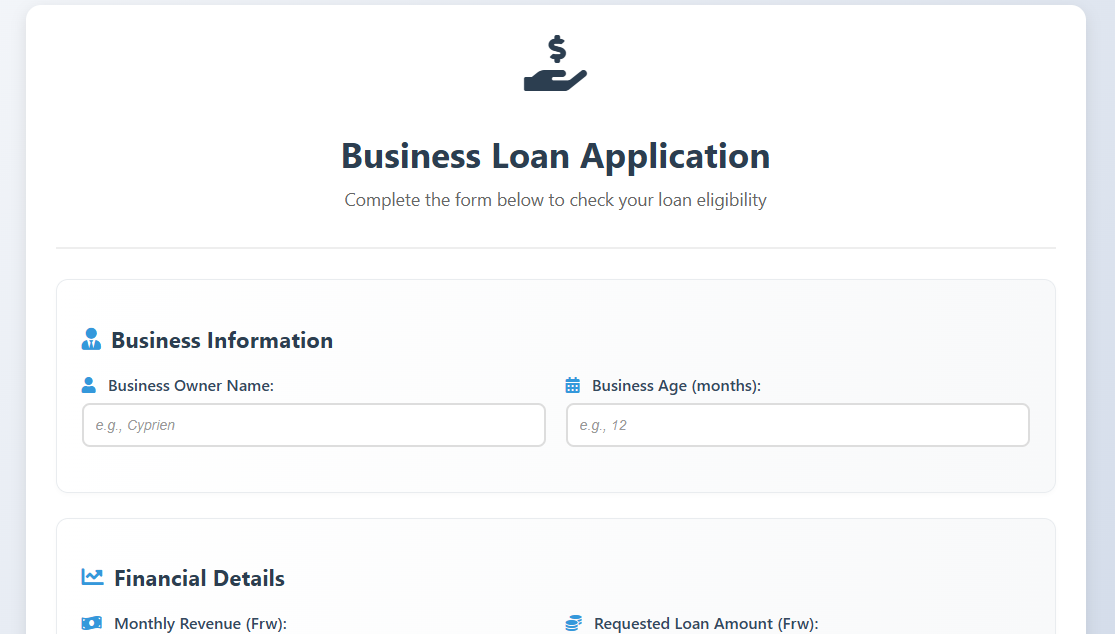 Business Loan Application
Complete the form below to check your loan eligibility
Business Information
Business Owner Name:
Business Age (months):
e.g., Cyprien
e.g., 12
Financial Details
Monthly Revenue (Frw):
Requested Loan Amount (Frw):